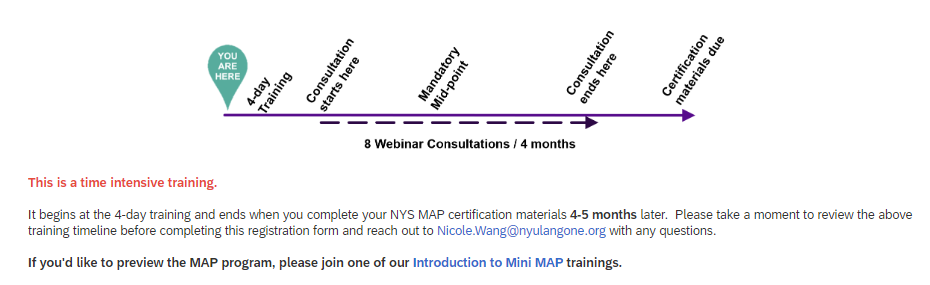 YOU
ARE
HERE
4-day
Training
Consultation
starts here
Mandatory
Mid-point
Consultation
ends here
Certification
materials due
8 Webinar Consultations / 4 months
This is a time intensive training.
It begins at the 4-day training and ends when you complete your NYS MAP certification materials 4-5 months later.  Please take a moment to review the above
training timeline before completing this registration form and reach out to Nicole.Wang@nyulangone.org with any questions.
If you'd like to preview the MAP program, please join one of our Introduction to Mini MAP trainings.